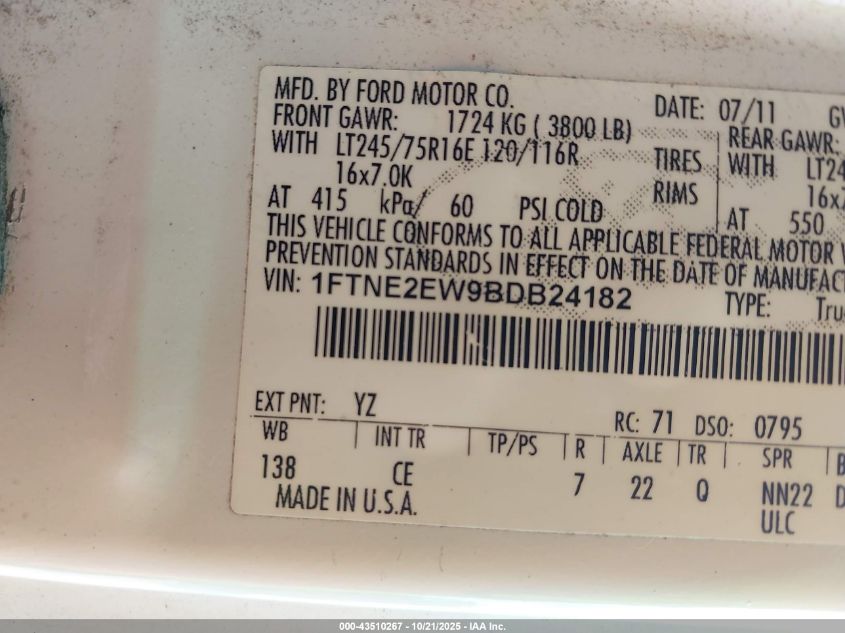 MFD. BY FORD MOTOR CO. DATE: 07/11
FRONT GAWR: 1724 KG ( 3800 LB) REAR GAWR:
WITH LT245/75R16E 120/116R TIRES WITH
16x7.0K RIMS
AT 415 kPa/ 60 PSI COLD AT 550
THIS VEHICLE CONFORMS TO ALL APPLICABLE FEDERAL MOTOR
PREVENTION STANDARDS IN EFFECT ON THE DATE OF
VIN: 1FTNE2EW9BDB24182 TYPE:
EXT PNT: YZ RC: 71 DSO: 0795
WB INT TR TP/PS R AXLE TR SPR
138 CE 7 22 Q NN22
MADE IN U.S.A. ULC
000-43510267 - 10/21/2025 - IAA Inc.